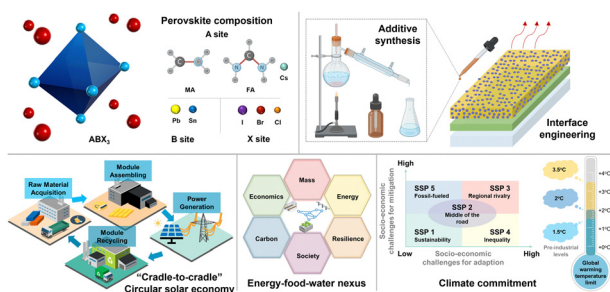 Perovskite composition
A site
MA
FA
Cs
ABX3
Pb
Sn
B site
I
Br
Cl
X site
Additive
synthesis
Interface
engineering
Module
Assembling
Raw Material
Acquisition
Power
Generation
Module
Recycling
“Cradle-to-cradle”
Circular solar economy
Mass
Economics
Energy
Carbon
Resilience
Society
Energy-food-water nexus
High
Socio-economic
challenges for mitigation
SSP 5
Fossil-fueled
SSP 3
Regional rivalry
SSP 2
Middle of the
road
SSP 1
Sustainability
SSP 4
Inequality
Low
High
Socio-economic
challenges for adaption
Climate commitment
3.5°C
2°C
1.5°C
Pre-industrial
levels
+4°C
+3°C
+2°C
+1°C
+0°C
Global
warming
temperature
limit